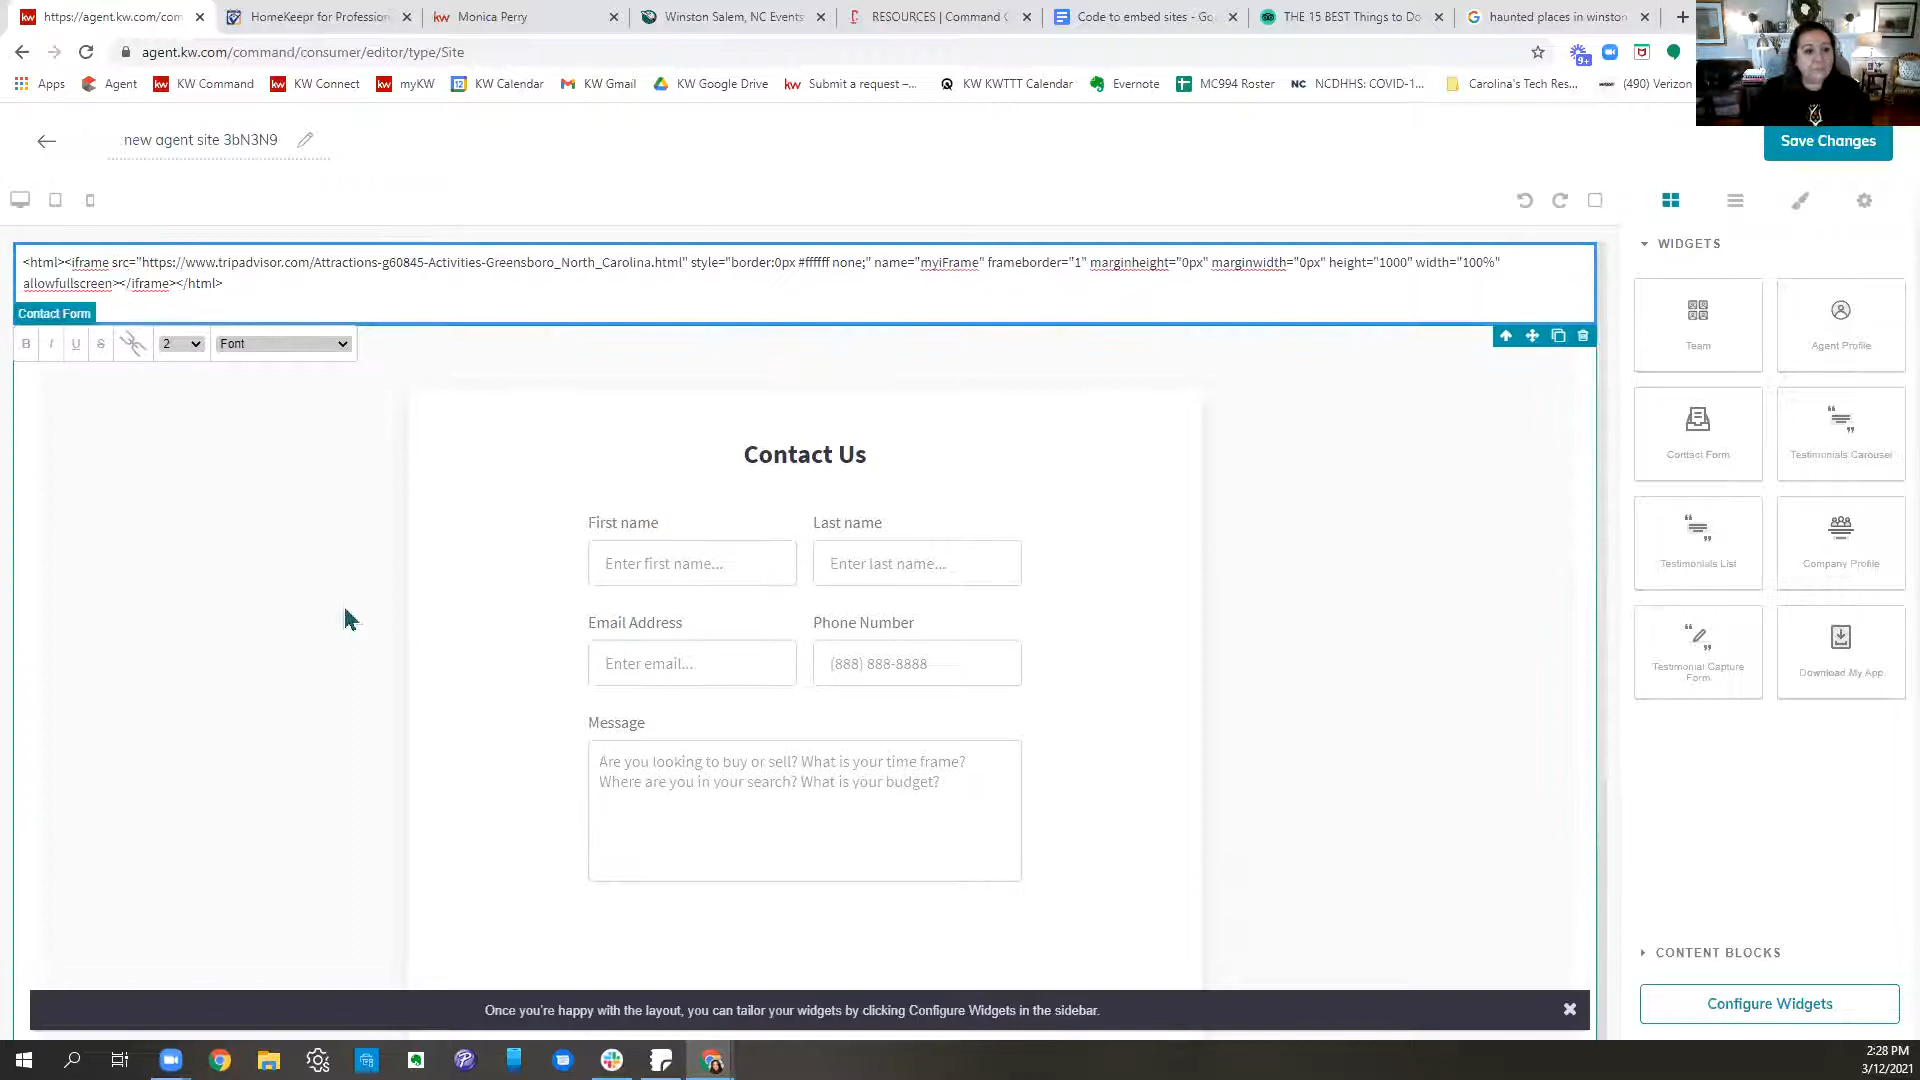 https://agent.kw.com/com
HomeKeepr for Profession
Monica Perry
Winston Salem, NC Events
RESOURCES | Command C
Code to embed sites - Go
THE 15 BEST Things to Do
haunted places in winston
agent.kw.com/command/consumer/editor/type/Site
9+
Apps
Agent
KW Command
KW Connect
myKW
KW Calendar
KW Gmail
KW Google Drive
Submit a request –...
KW KWTTT Calendar
Evernote
MC994 Roster
NCDHHS: COVID-1...
Carolina's Tech Res...
(490) Verizon
new agent site 3bN3N9
Save Changes
<html><iframe src="https://www.tripadvisor.com/Attractions-g60845-Activities-Greensboro_North_Carolina.html" style="border:0px #ffffff none;" name="myiFrame" frameborder="1" marginheight="0px" marginwidth="0px" height="1000" width="100%"
allowfullscreen></iframe></html>
Contact Form
B I U S 2 Font
Contact Us
First name
Last name
Enter first name...
Enter last name...
Email Address
Phone Number
Enter email...
(888) 888-8888
Message
Are you looking to buy or sell? What is your time frame?
Where are you in your search? What is your budget?
WIDGETS
Team
Agent Profile
Contact Form
Testimonials Carousel
Testimonials List
Company Profile
Testimonial Capture
Form
Download My App
CONTENT BLOCKS
Configure Widgets
Once you're happy with the layout, you can tailor your widgets by clicking Configure Widgets in the sidebar.
2:28 PM
3/12/2021